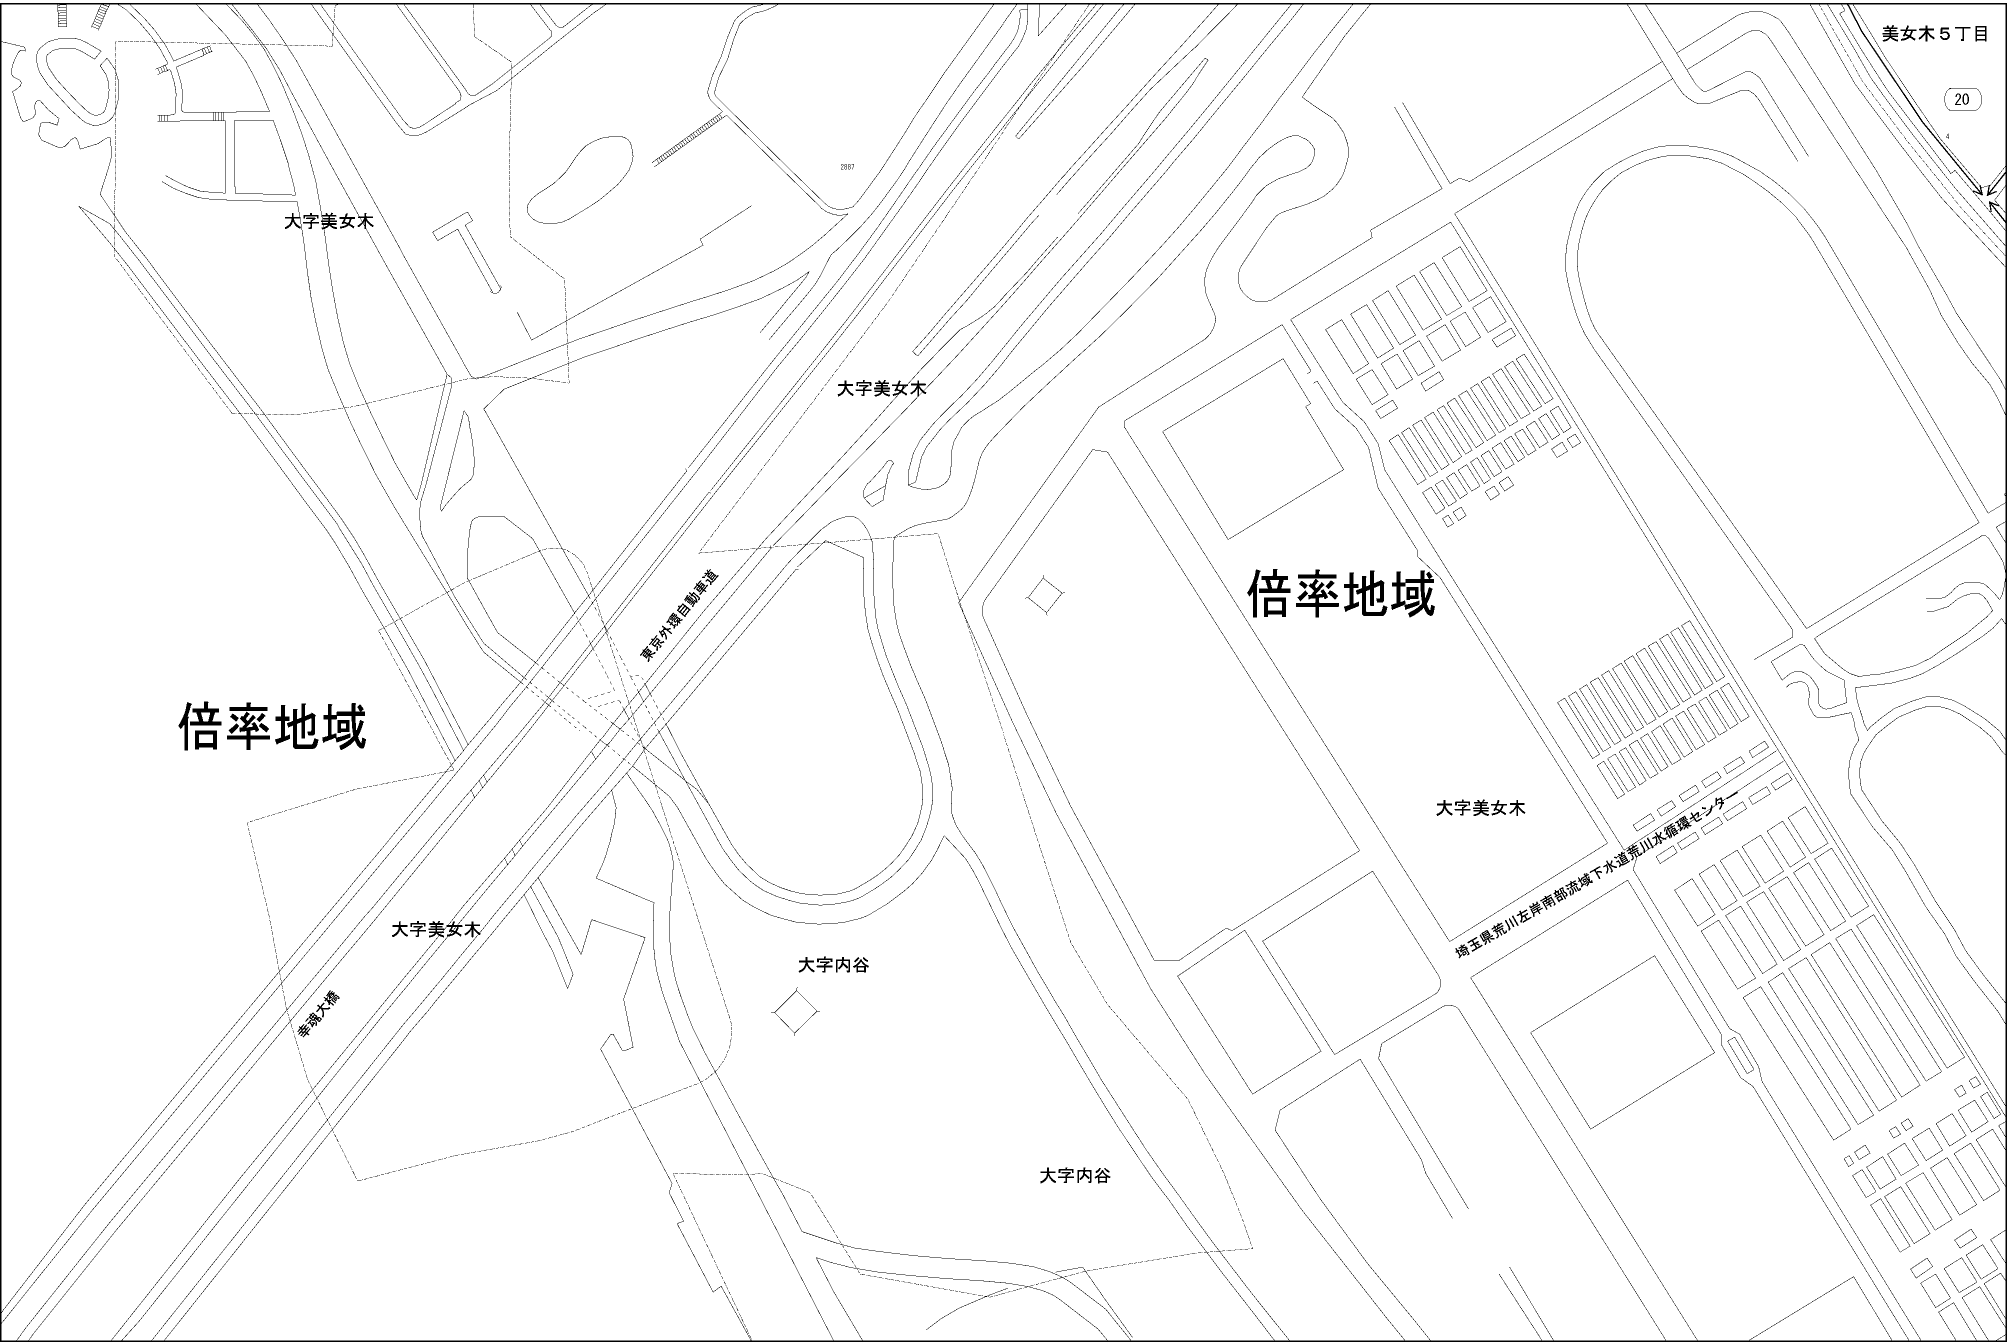 美女木５丁目
20
4
2887
大字美女木
大字美女木
倍率地域
東京外環自動車道
倍率地域
大字美女木
埼玉県荒川左岸南部流域下水道荒川水循環センター
大字美女木
大字内谷
幸魂大橋
大字内谷